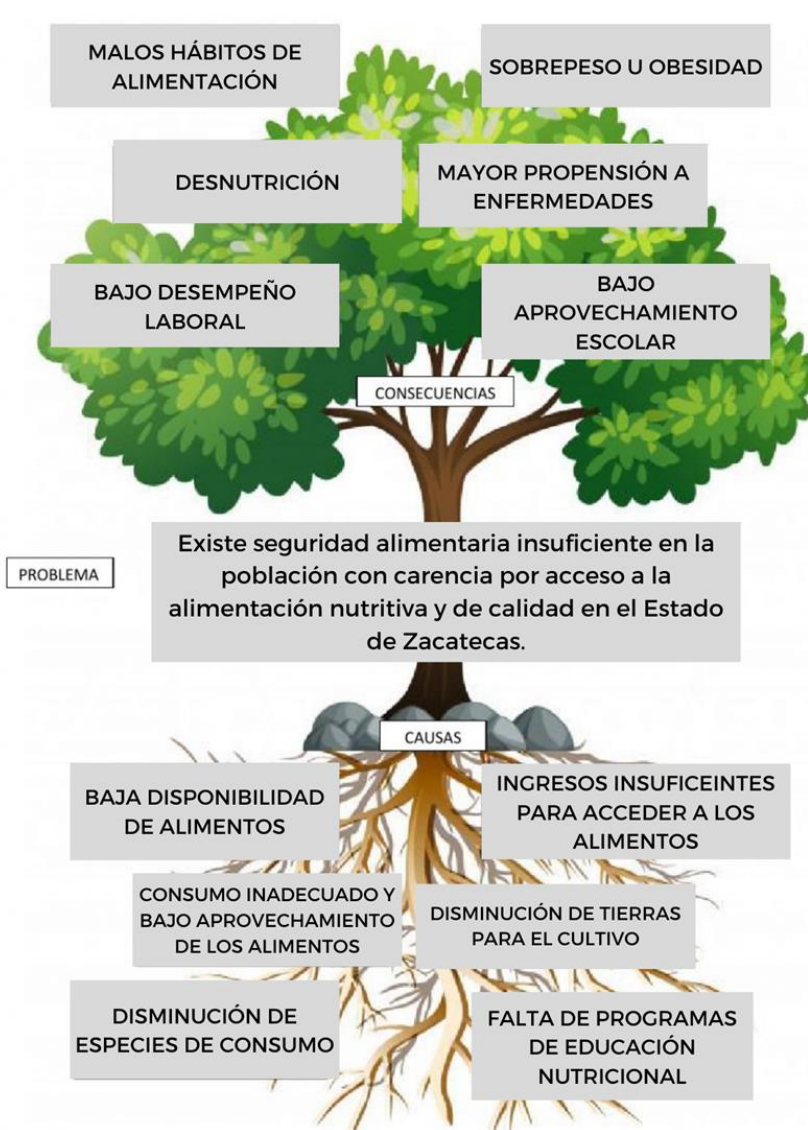 MALOS HÁBITOS DE
ALIMENTACIÓN
SOBREPESO U OBESIDAD
DESNUTRICIÓN
MAYOR PROPENSIÓN A
ENFERMEDADES
BAJO DESEMPEÑO
LABORAL
BAJO
APROVECHAMIENTO
ESCOLAR
CONSECUENCIAS
PROBLEMA
Existe seguridad alimentaria insuficiente en la
población con carencia por acceso a la
alimentación nutritiva y de calidad en el Estado
de Zacatecas.
CAUSAS
BAJA DISPONIBILIDAD
DE ALIMENTOS
INGRESOS INSUFICEINTES
PARA ACCEDER A LOS
ALIMENTOS
CONSUMO INADECUADO Y
BAJO APROVECHAMIENTO
DE LOS ALIMENTOS
DISMINUCIÓN DE TIERRAS
PARA EL CULTIVO
DISMINUCIÓN DE
ESPECIES DE CONSUMO
FALTA DE PROGRAMAS
DE EDUCACIÓN
NUTRICIONAL